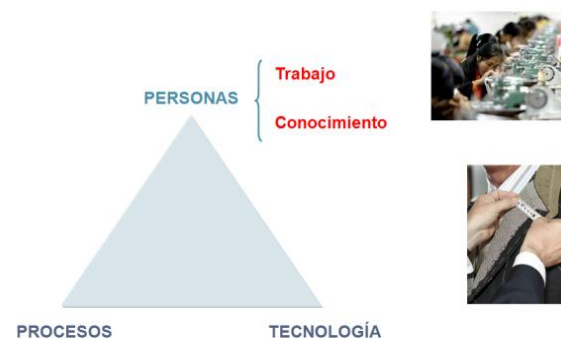 Trabajo
PERSONAS
Conocimiento
PROCESOS
TECNOLOGÍA